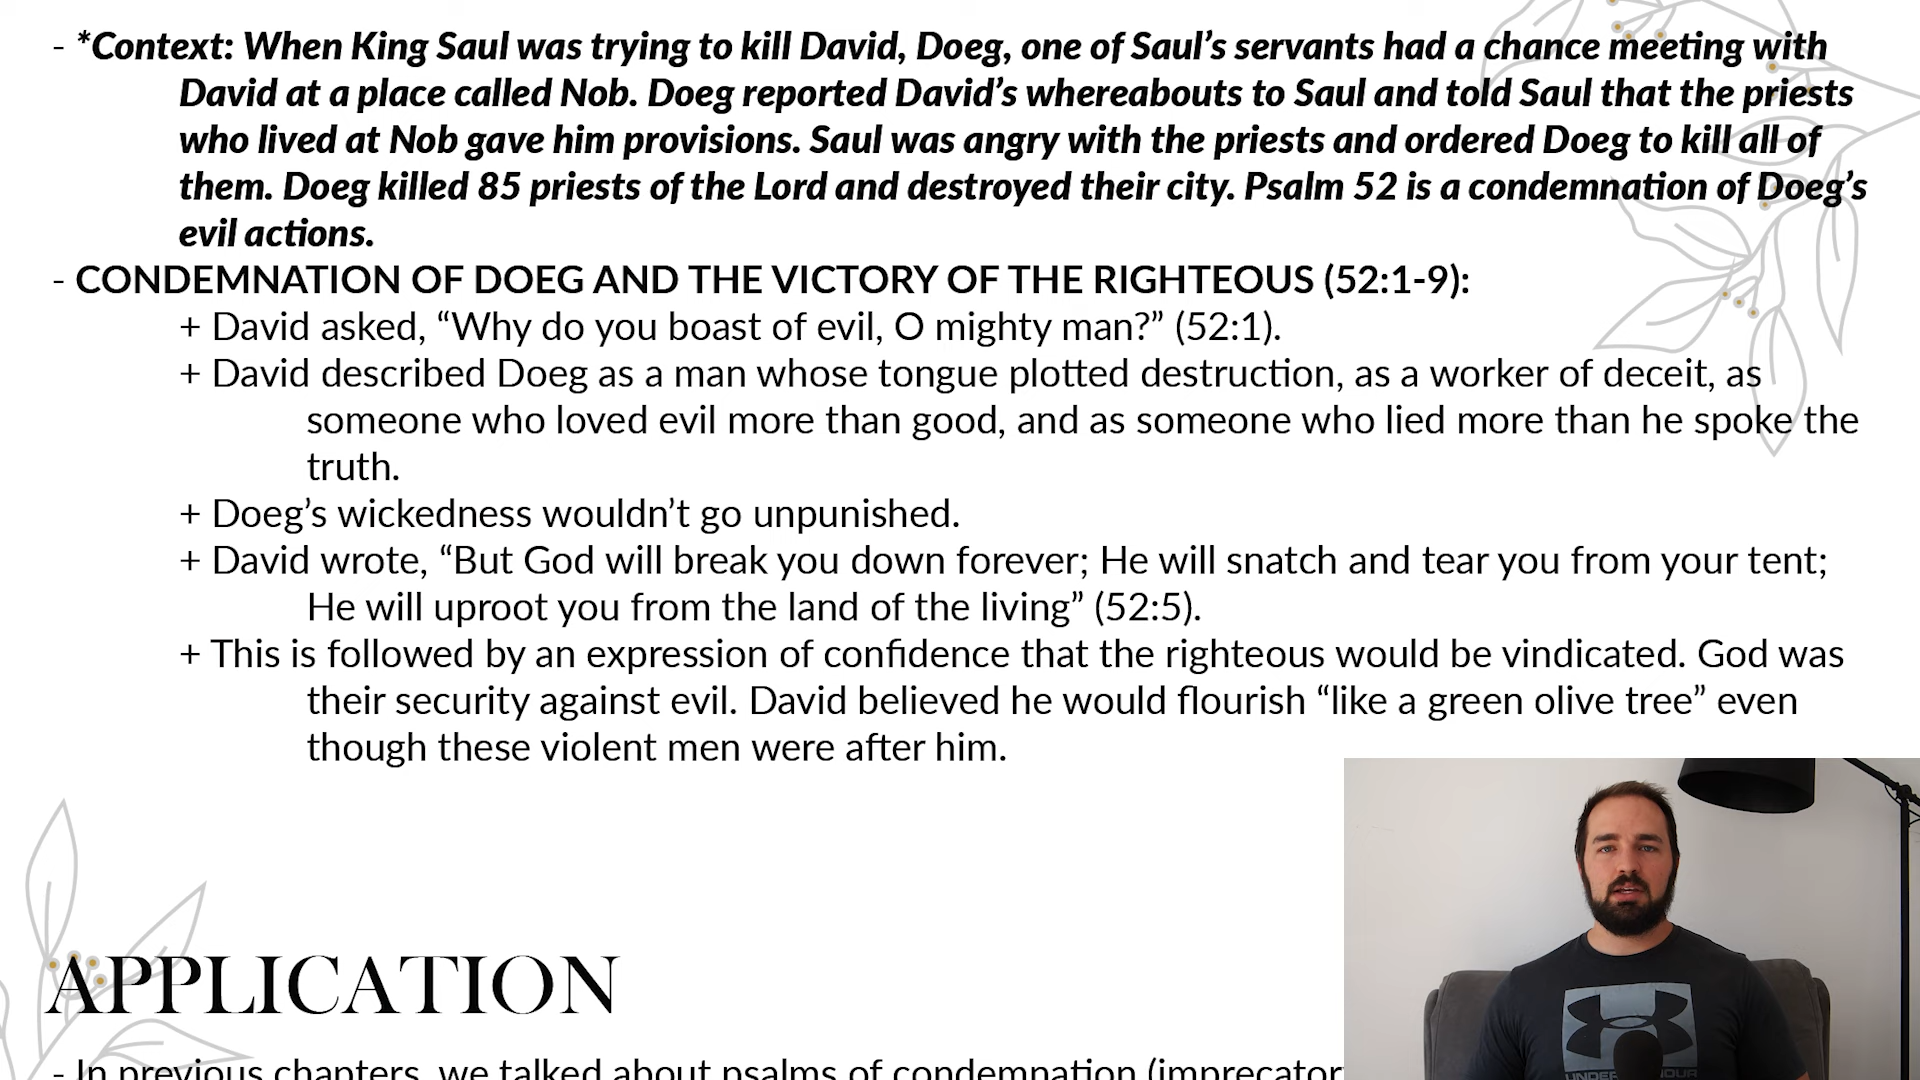 - *Context: When King Saul was trying to kill David, Doeg, one of Saul’s servants had a chance meeting with
David at a place called Nob. Doeg reported David’s whereabouts to Saul and told Saul that the priests
who lived at Nob gave him provisions. Saul was angry with the priests and ordered Doeg to kill all of
them. Doeg killed 85 priests of the Lord and destroyed their city. Psalm 52 is a condemnation of Doeg’s
evil actions.
- CONDEMNATION OF DOEG AND THE VICTORY OF THE RIGHTEOUS (52:1-9):
+ David asked, “Why do you boast of evil, O mighty man?” (52:1).
+ David described Doeg as a man whose tongue plotted destruction, as a worker of deceit, as
someone who loved evil more than good, and as someone who lied more than he spoke the
truth.
+ Doeg’s wickedness wouldn’t go unpunished.
+ David wrote, “But God will break you down forever; He will snatch and tear you from your tent;
He will uproot you from the land of the living” (52:5).
+ This is followed by an expression of confidence that the righteous would be vindicated. God was
their security against evil. David believed he would flourish “like a green olive tree” even
though these violent men were after him.
APPLICATION
- In previous chapters, we talked about psalms of condemnation (imprecator